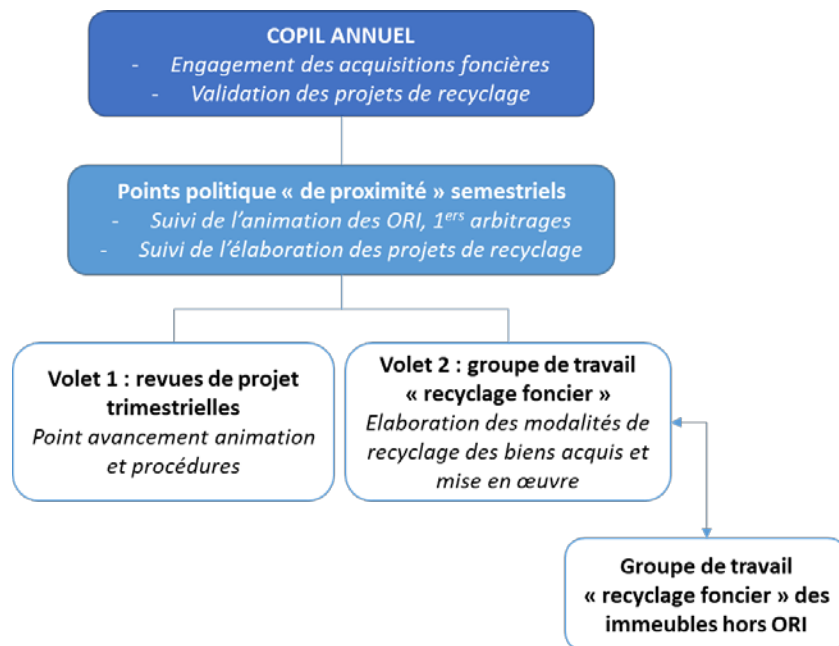 COPIL ANNUEL
- Engagement des acquisitions foncières
- Validation des projets de recyclage
Points politique « de proximité » semestriels
- Suivi de l'animation des ORI, 1ers arbitrages
- Suivi de l'élaboration des projets de recyclage
Volet 1 : revues de projet
trimestrielles
Point avancement animation
et procédures
Volet 2 : groupe de travail
« recyclage foncier »
Elaboration des modalités de
recyclage des biens acquis et
mise en œuvre
Groupe de travail
« recyclage foncier » des
immeubles hors ORI